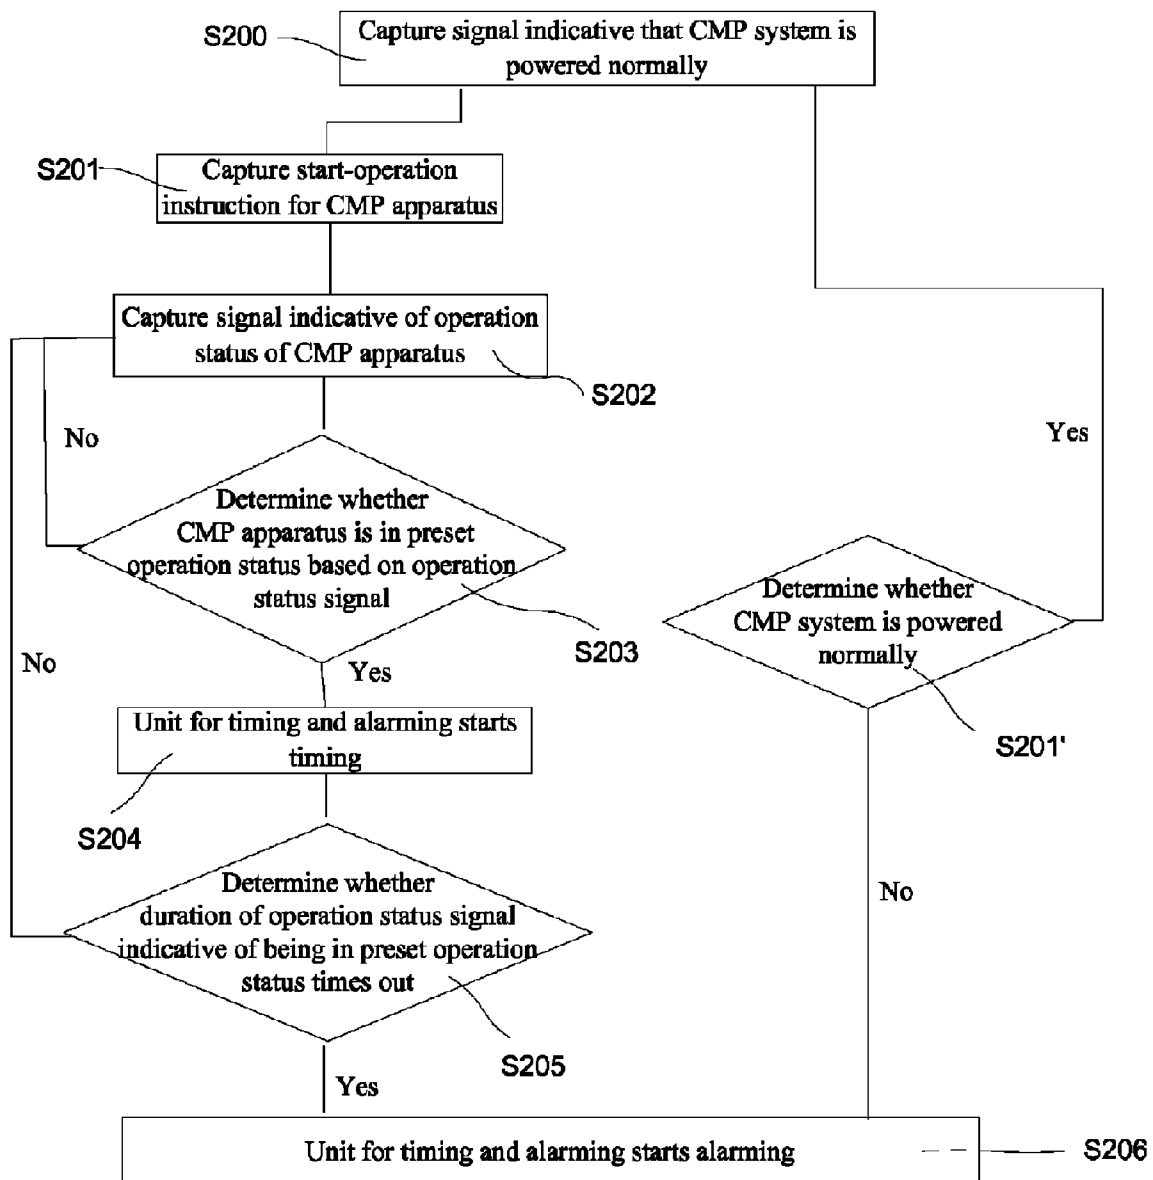 S200
Capture signal indicative that CMP system is
powered normally
S201
Capture start-operation
instruction for CMP apparatus
Capture signal indicative of operation
status of CMP apparatus
S202
No
Yes
Determine whether
CMP apparatus is in preset
operation status based on operation
status signal
S203
Determine whether
CMP system is powered
normally
S201'
No
Yes
Unit for timing and alarming starts
timing
S204
Determine whether
duration of operation status signal
indicative of being in preset operation
status times out
S205
No
Yes
Unit for timing and alarming starts alarming
S206